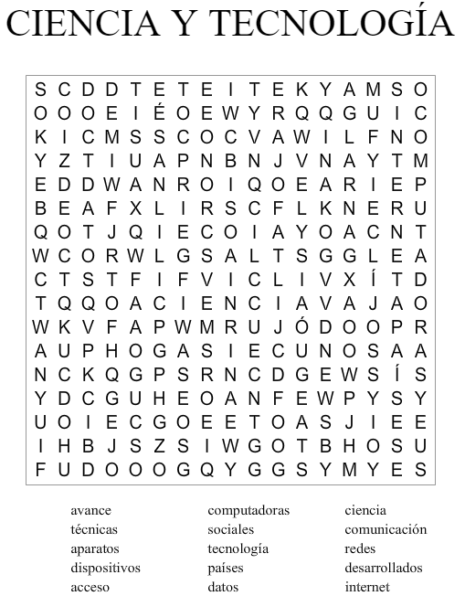 CIENCIA Y TECNOLOGÍA
S C D D T E T E I T E K Y A M S O
O O O E I É O E W Y R Q Q G U I C
K I C M S S C O C V A W I L F N O
Y Z T I U A P N B N J V N A Y T M
E D D W A N R O I Q O E A R I E P
B E A F X L I R S C F L K N E R U
Q O T J Q I E C O I A Y O A C N T
W C O R W L G S A L T S G G L E A
C T S T F I F V I C L I V X Í T D
T Q Q O A C I E N C I A V A J A O
W K V F A P W M R U J Ó D O O P R
A U P H O G A S I E C U N O S A A
N C K Q G P S R N C D G E W S Í S
Y D C G U H E O A N F E W P Y S Y
U O I E C G O E E T O A S J I E E
I H B J S Z S I W G O T B H O S U
F U D O O O G Q Y G G S Y M Y E S
avance computadoras ciencia
técnicas sociales comunicación
aparatos tecnología redes
dispositivos países desarrollados
acceso datos internet